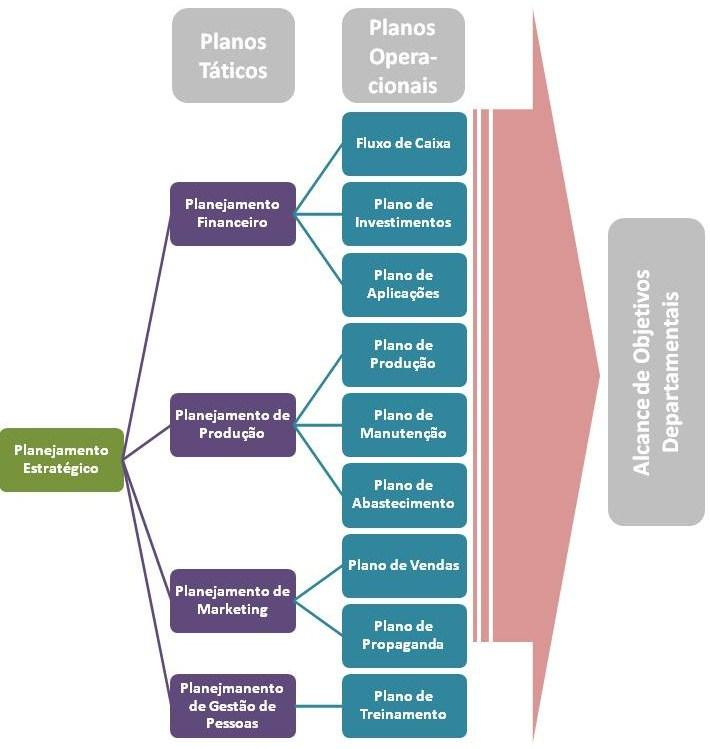 Planos
Táticos
Planos
Opera-
cionais
Fluxo de Caixa
Planejamento
Financeiro
Plano de
Investimentos
Plano de
Aplicações
Plano de
Produção
Planejamento de
Produção
Plano de
Manutenção
Plano de
Abastecimento
Planejamento
Estratégico
Plano de Vendas
Planejamento de
Marketing
Plano de
Propaganda
Planejmanento
de Gestão de
Pessoas
Plano de
Treinamento
Alcance de Objetivos
Departamentais